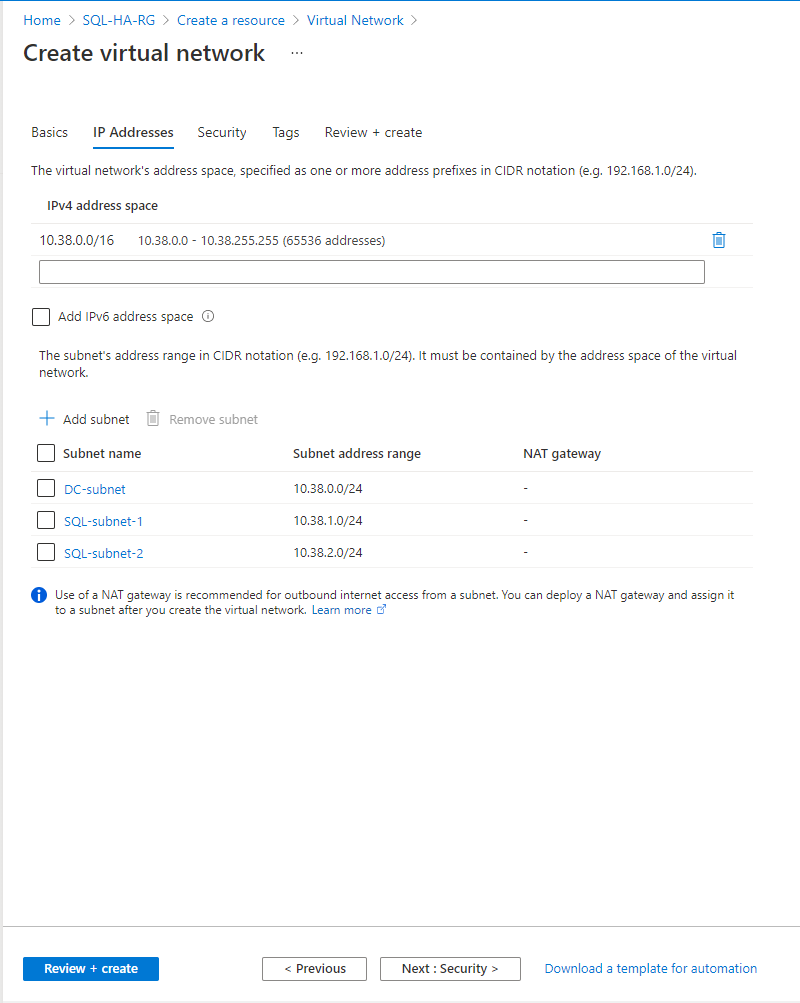 Home > SQL-HA-RG > Create a resource > Virtual Network >
Create virtual network ...
Basics IP Addresses Security Tags Review + create
The virtual network's address space, specified as one or more address prefixes in CIDR notation (e.g. 192.168.1.0/24).
IPv4 address space
10.38.0.0/16 10.38.0.0 - 10.38.255.255 (65536 addresses)
Add IPv6 address space
The subnet's address range in CIDR notation (e.g. 192.168.1.0/24). It must be contained by the address space of the virtual
network.
+ Add subnet Remove subnet
Subnet name Subnet address range NAT gateway
DC-subnet 10.38.0.0/24 -
SQL-subnet-1 10.38.1.0/24 -
SQL-subnet-2 10.38.2.0/24 -
Use of a NAT gateway is recommended for outbound internet access from a subnet. You can deploy a NAT gateway and assign it
to a subnet after you create the virtual network. Learn more
Review + create < Previous Next : Security > Download a template for automation